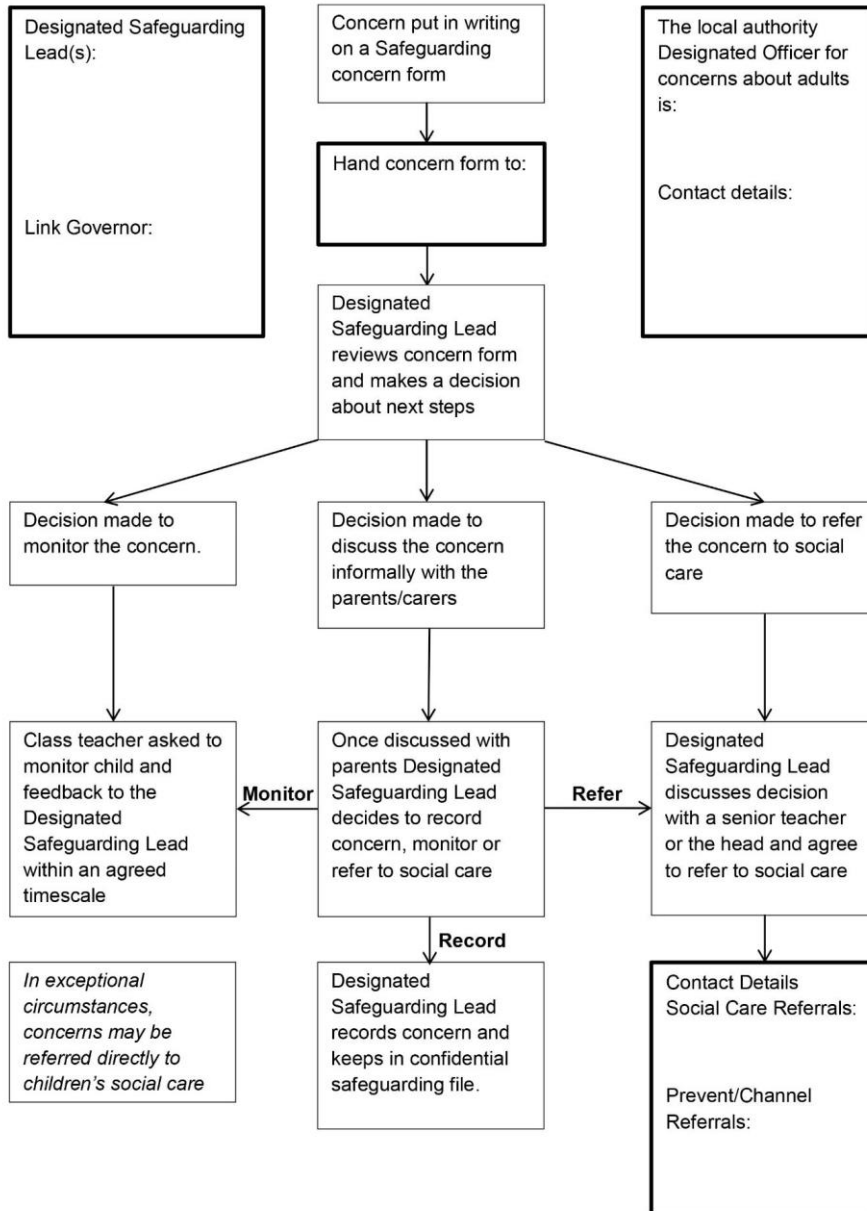 Designated Safeguarding
Lead(s):
Link Governor:
Concern put in writing
on a Safeguarding
concern form
The local authority
Designated Officer for
concerns about adults
is:
Contact details:
Hand concern form to:
Designated
Safeguarding Lead
reviews concern form
and makes a decision
about next steps
Decision made to
monitor the concern.
Decision made to
discuss the concern
informally with the
parents/carers
Decision made to refer
the concern to social
care
Class teacher asked to
monitor child and
feedback to the
Designated
Safeguarding Lead
within an agreed
timescale
Monitor
Once discussed with
parents Designated
Safeguarding Lead
decides to record
concern, monitor or
refer to social care
Refer
Designated
Safeguarding Lead
discusses decision
with a senior teacher
or the head and agree
to refer to social care
Record
In exceptional
circumstances,
concerns may be
referred directly to
children’s social care
Designated
Safeguarding Lead
records concern and
keeps in confidential
safeguarding file.
Contact Details
Social Care Referrals:
Prevent/Channel
Referrals: